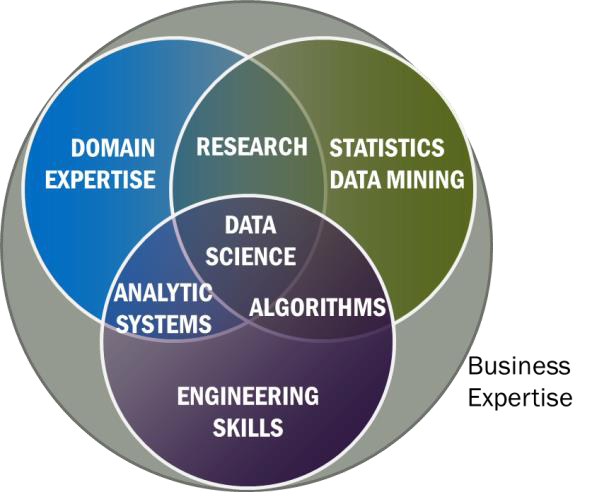 DOMAIN
EXPERTISE
RESEARCH
STATISTICS
DATA MINING
DATA
SCIENCE
ANALYTIC
SYSTEMS
ALGORITHMS
ENGINEERING
SKILLS
Business
Expertise